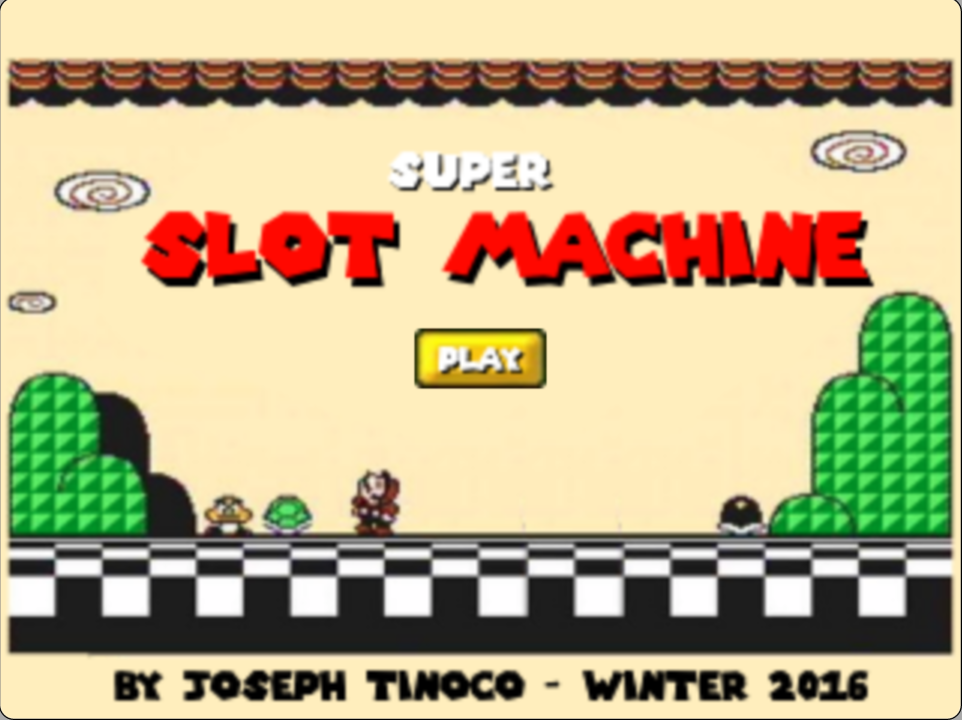 SUPER
SLOT MACHINE
PLAY
BY JOSEPH TINOCO - WINTER 2016